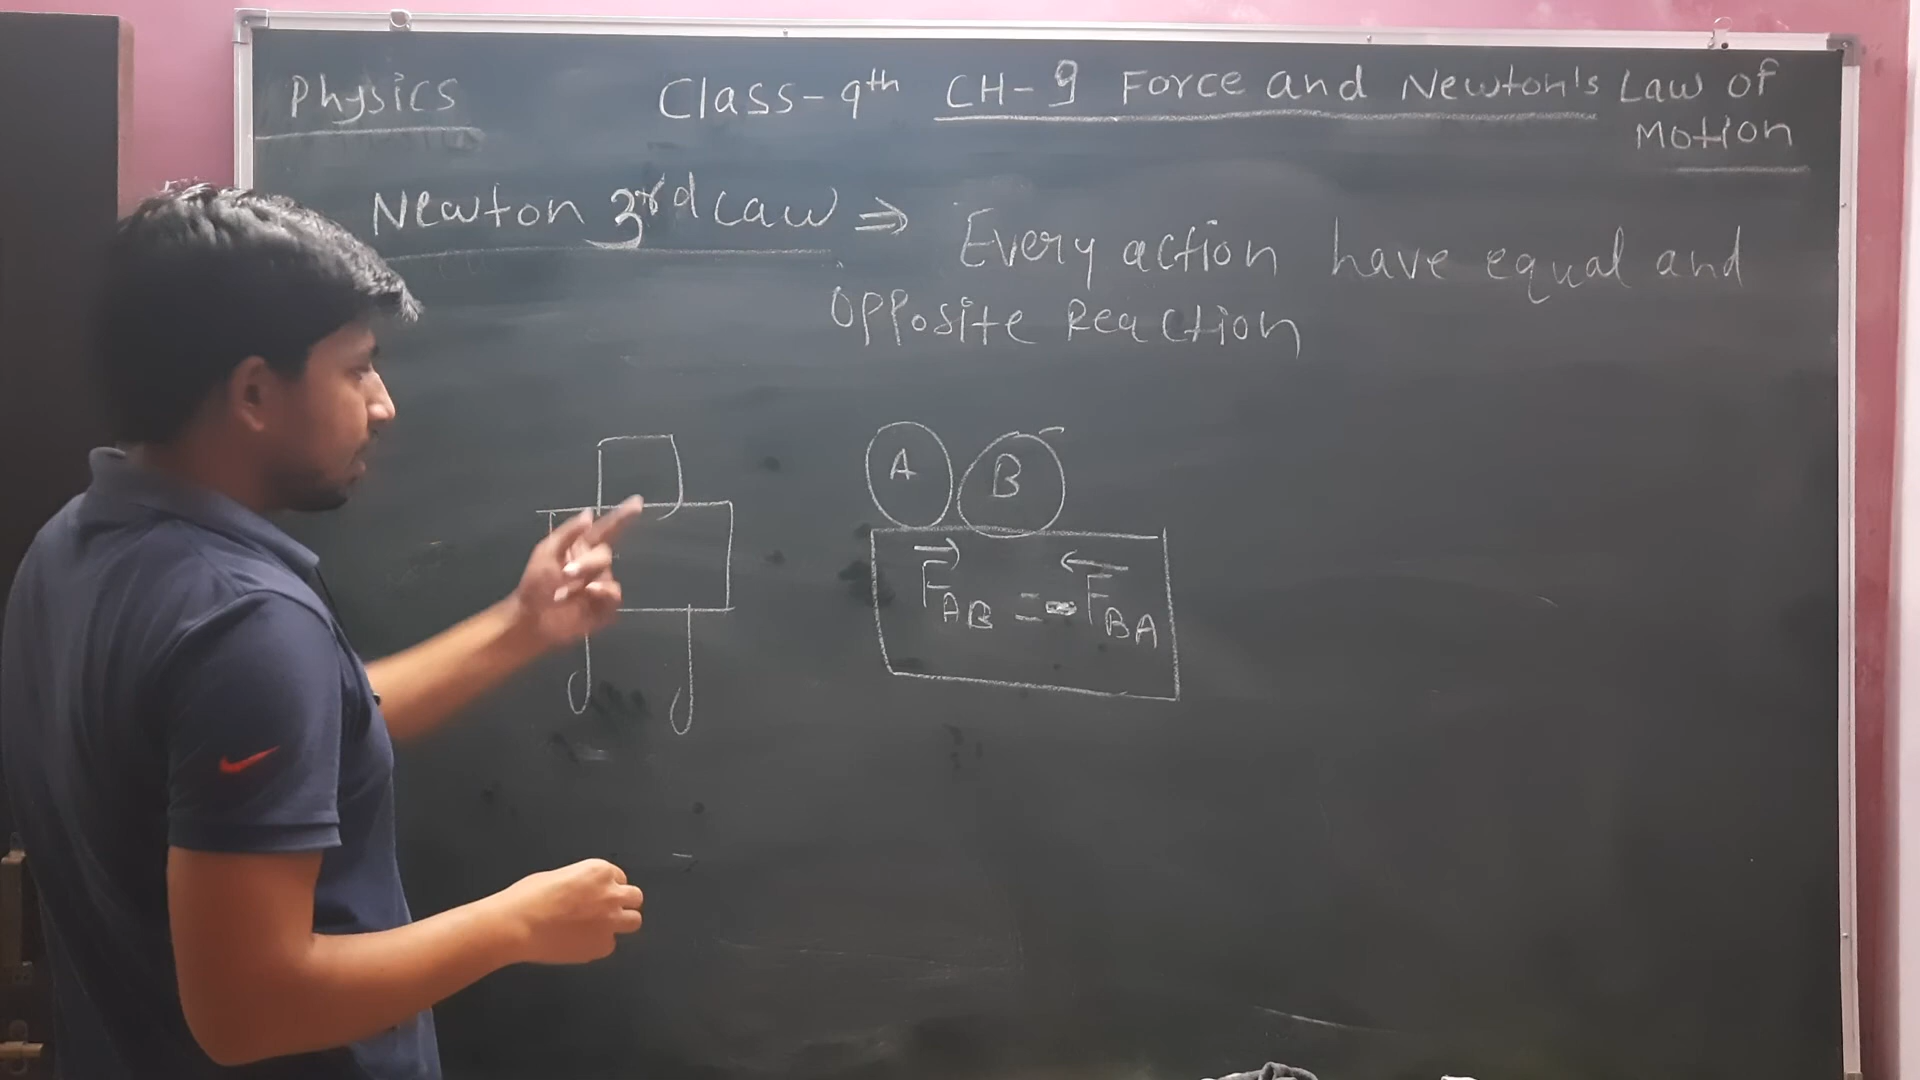 Physics
Class-9th CH-9 Force and Newton's Law of
Motion
Newton 3rd Law ⇒ Every action have equal and
Opposite Reaction
A B
F⃗AB = -F⃖BA